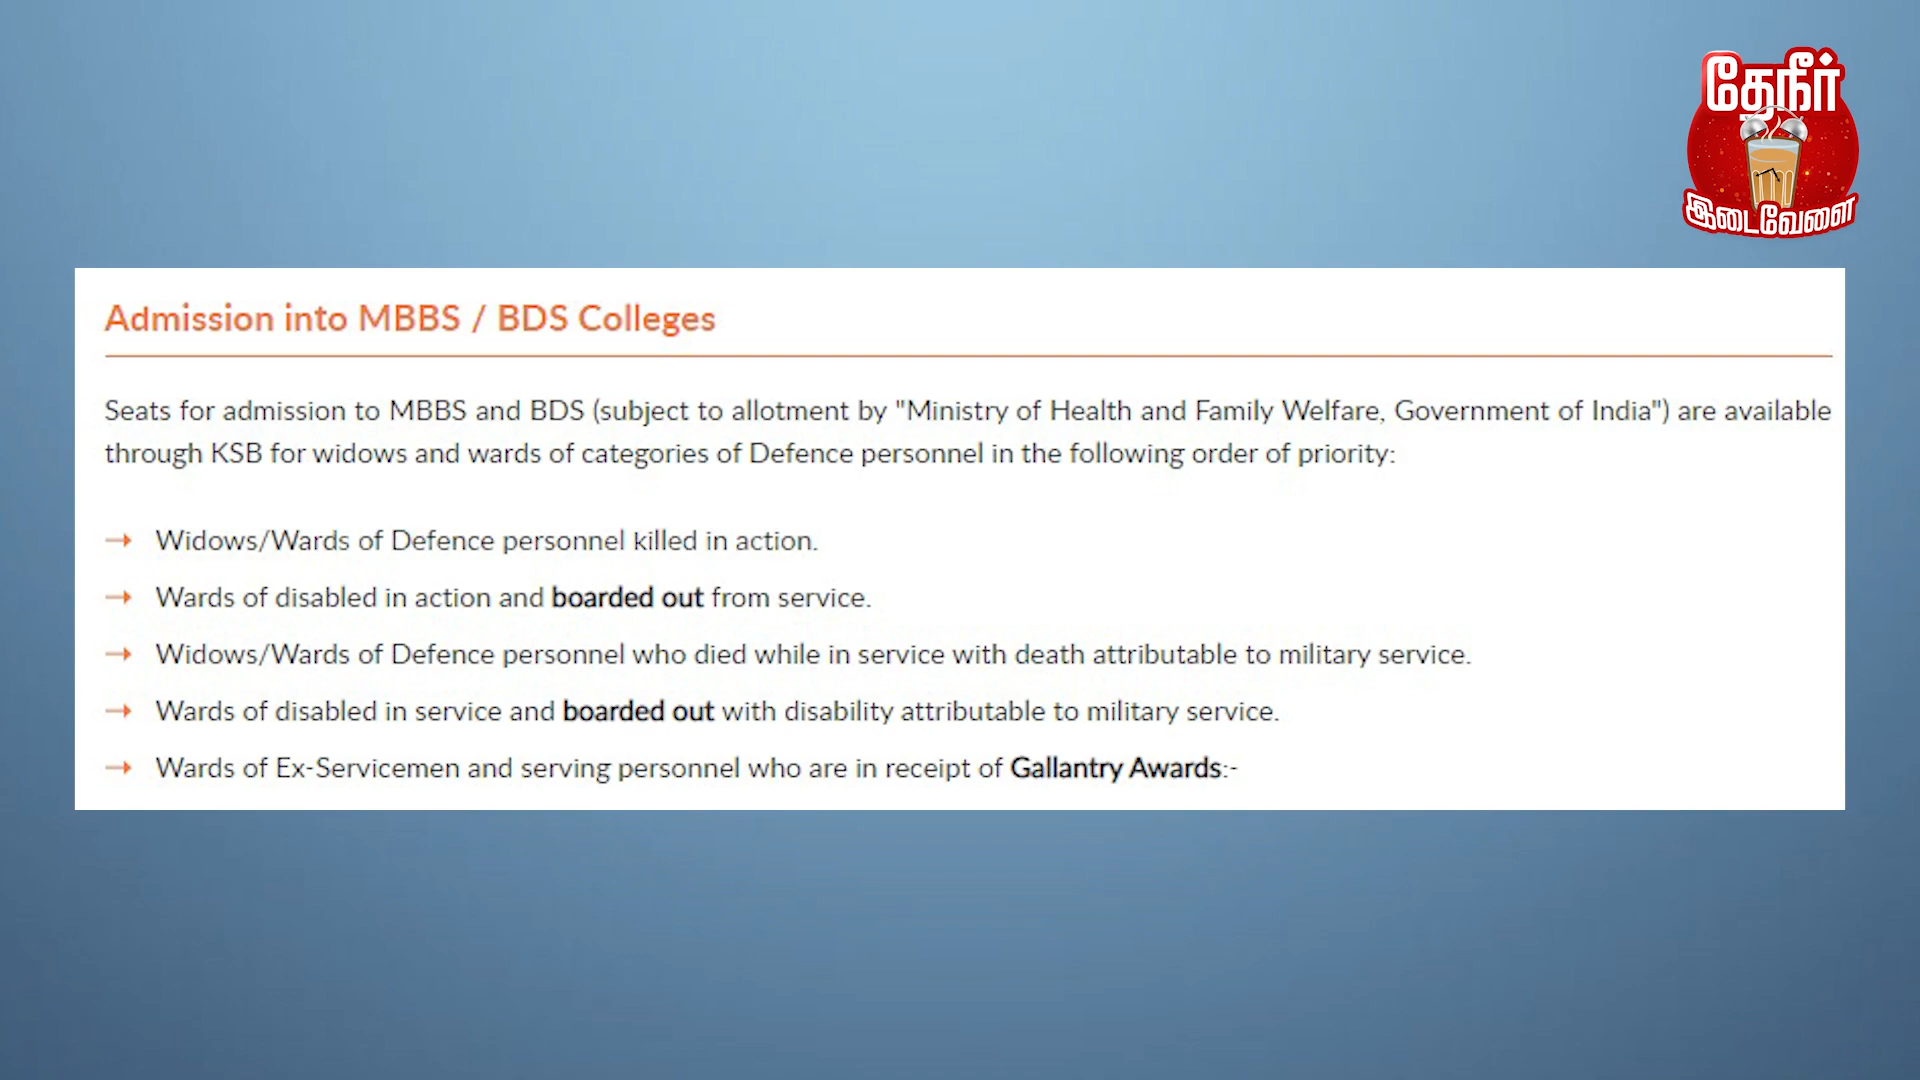 தேநீர்
இடைவேளை
Admission into MBBS / BDS Colleges
Seats for admission to MBBS and BDS (subject to allotment by "Ministry of Health and Family Welfare, Government of India") are available
through KSB for widows and wards of categories of Defence personnel in the following order of priority:
→ Widows/Wards of Defence personnel killed in action.
→ Wards of disabled in action and boarded out from service.
→ Widows/Wards of Defence personnel who died while in service with death attributable to military service.
→ Wards of disabled in service and boarded out with disability attributable to military service.
→ Wards of Ex-Servicemen and serving personnel who are in receipt of Gallantry Awards:-